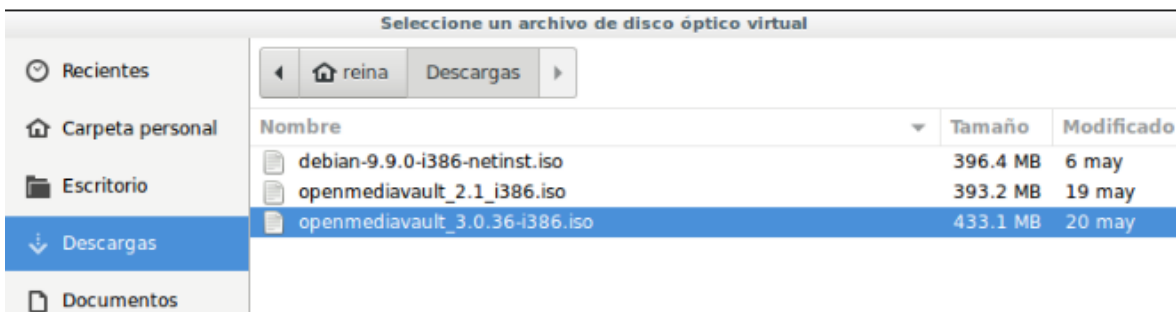 Seleccione un archivo de disco óptico virtual
Recientes
reina Descargas
Carpeta personal
Nombre Tamaño Modificado
debian-9.9.0-i386-netinst.iso 396.4 MB 6 may
Escritorio
openmediavault_2.1_i386.iso 393.2 MB 19 may
openmediavault_3.0.36-i386.iso 433.1 MB 20 may
Descargas
Documentos